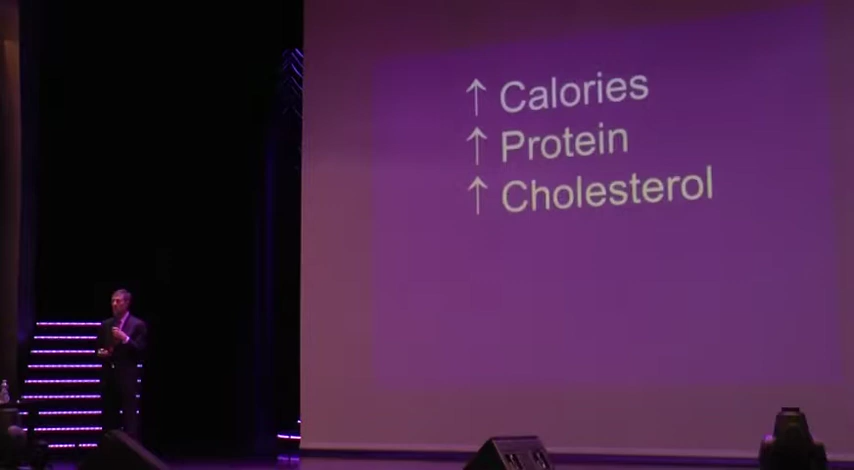 ↑ Calories
↑ Protein
↑ Cholesterol